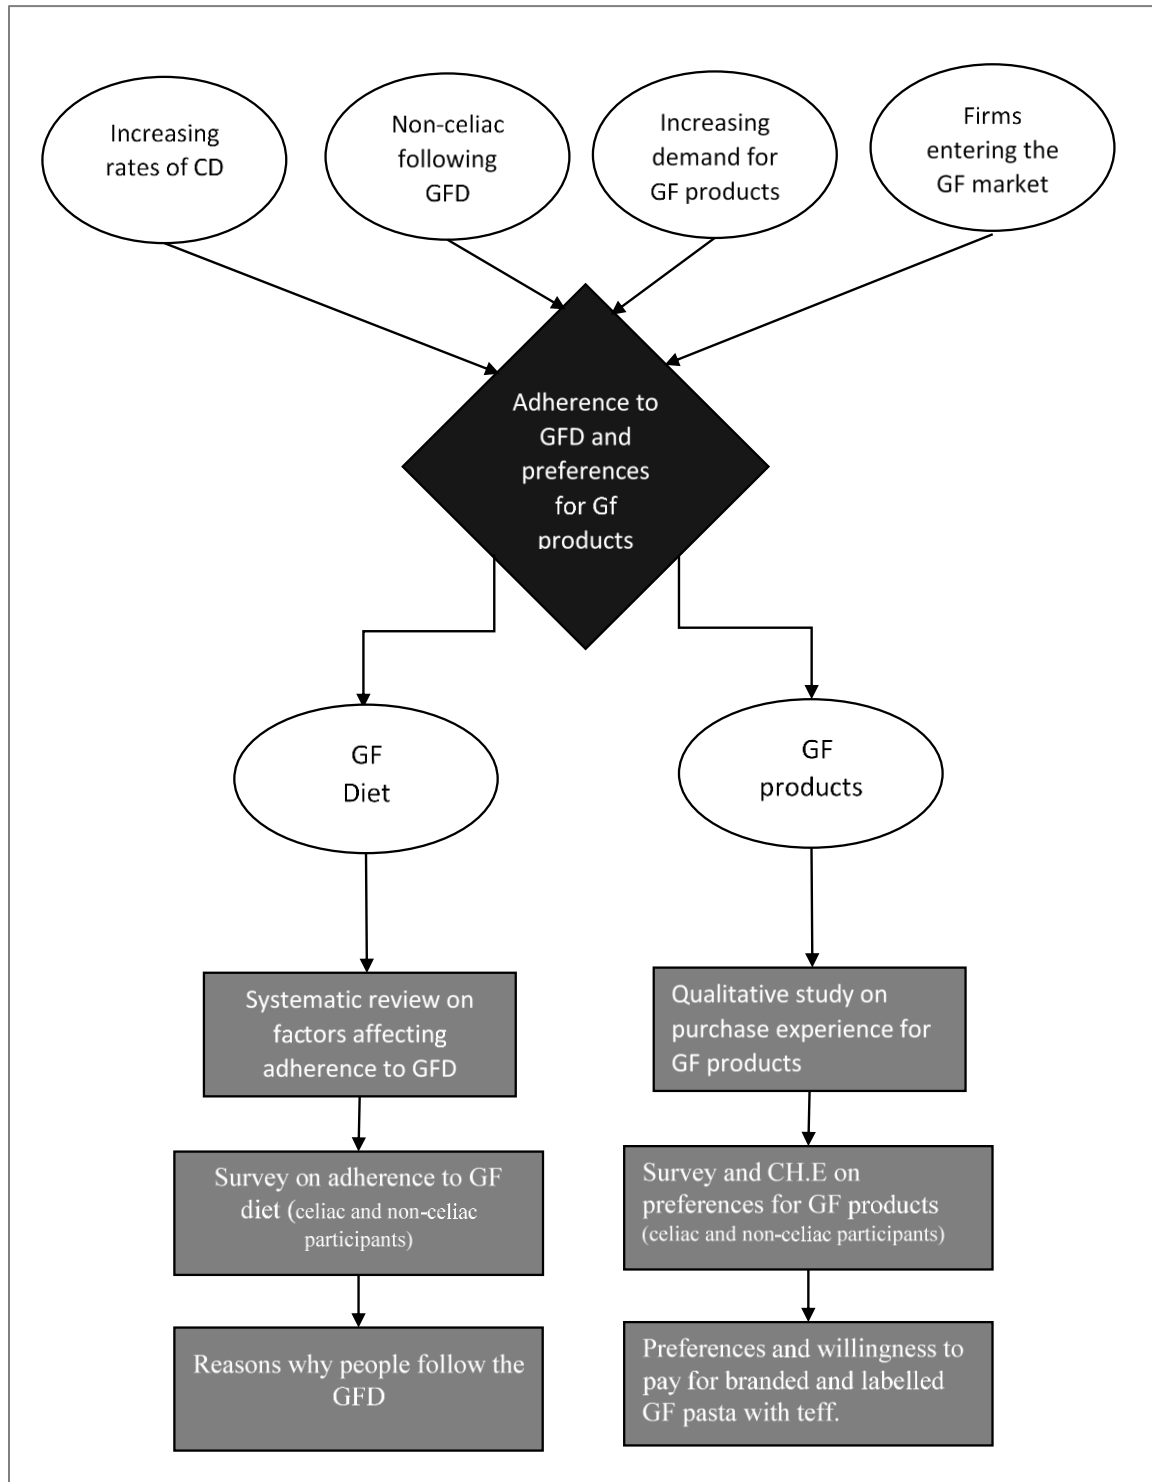 Increasing
rates of CD
Non-celiac
following
GFD
Increasing
demand for
GF products
Firms
entering the
GF market
Adherence to
GFD and
preferences
for Gf
products
GF
Diet
GF
products
Systematic review on
factors affecting
adherence to GFD
Qualitative study on
purchase experience for
GF products
Survey on adherence to GF
diet (celiac and non-celiac
participants)
Survey and CH.E on
preferences for GF products
(celiac and non-celiac participants)
Reasons why people follow the
GFD
Preferences and willingness to
pay for branded and labelled
GF pasta with teff.